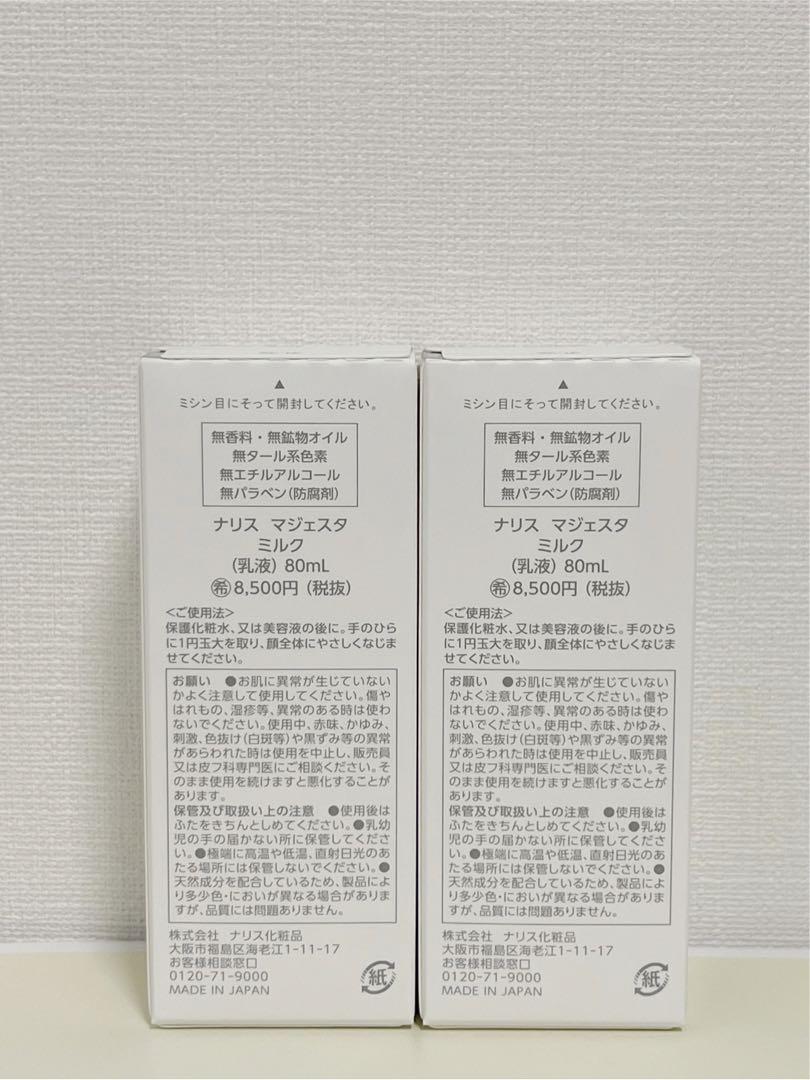 ▲
ミシン目にそって開封してください。
無香料・無鉱物オイル
無タール系色素
無エチルアルコール
無パラベン(防腐剤)
ナリス マジェスタ
ミルク
(乳液) 80mL
㊕8,500円 (税抜)
<ご使用法>
保護化粧水、又は美容液の後に。手のひら
に1円玉大を取り、顔全体にやさしくなじま
せてください。
お願い ●お肌に異常が生じていない
かよく注意して使用してください。傷や
はれもの、湿疹等、異常のある時は使わ
ないでください。使用中、赤味、かゆみ、
刺激、色抜け(白斑等)や黒ずみ等の異常
があらわれた時は使用を中止し、販売員
又は皮フ科専門医にご相談ください。そ
のまま使用を続けますと悪化することが
あります。
保管及び取扱い上の注意 ●使用後は
ふたをきちんとしめてください。●乳幼
児の手の届かない所に保管してくださ
い。●極端に高温や低温、直射日光のあ
たる場所には保管しないでください。●
天然成分を配合しているため、製品によ
り多少色・においが異なる場合がありま
すが、品質には問題ありません。
株式会社 ナリス化粧品
大阪市福島区海老江1-11-17
お客様相談窓口
0120-71-9000
MADE IN JAPAN
紙
▲
ミシン目にそって開封してください。
無香料・無鉱物オイル
無タール系色素
無エチルアルコール
無パラベン(防腐剤)
ナリス マジェスタ
ミルク
(乳液) 80mL
希8,500円 (税抜)
<ご使用法>
保護化粧水、又は美容液の後に。手のひら
に1円玉大を取り、顔全体にやさしくなじま
せてください。
お願い ●お肌に異常が生じていない
かよく注意して使用してください。傷や
はれもの、湿疹等、異常のある時は使わ
ないでください。使用中、赤味、かゆみ、
刺激、色抜け(白斑等)や黒ずみ等の異常
があらわれた時は使用を中止し、販売員
又は皮フ科専門医にご相談ください。そ
のまま使用を続けますと悪化することが
あります。
保管及び取扱い上の注意 ●使用後は
ふたをきちんとしめてください。●乳幼
児の手の届かない所に保管してくださ
い。●極端に高温や低温、直射日光のあ
たる場所には保管しないでください。●
天然成分を配合しているため、製品によ
り多少色・においが異なる場合がありま
すが、品質には問題ありません。
株式会社 ナリス化粧品
大阪市福島区海老江1-11-17
お客様相談窓口
0120-71-9000
MADE IN JAPAN
紙